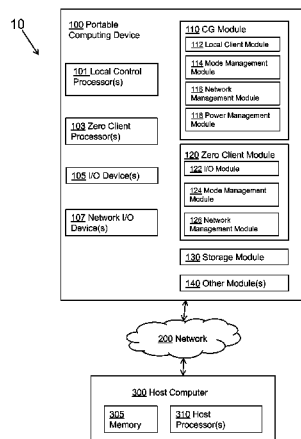 10
100 Portable
Computing Device
101 Local Control
Processor(s)
103 Zero Client
Processor(s)
105 I/O Device(s)
107 Network I/O
Device(s)
110 CG Module
112 Local Client Module
114 Mode Management
Module
116 Network
Management Module
118 Power Management
Module
120 Zero Client Module
122 I/O Module
124 Mode Management
Module
126 Network
Management Module
130 Storage Module
140 Other Module(s)
200 Network
300 Host Computer
305
Memory
310 Host
Processor(s)